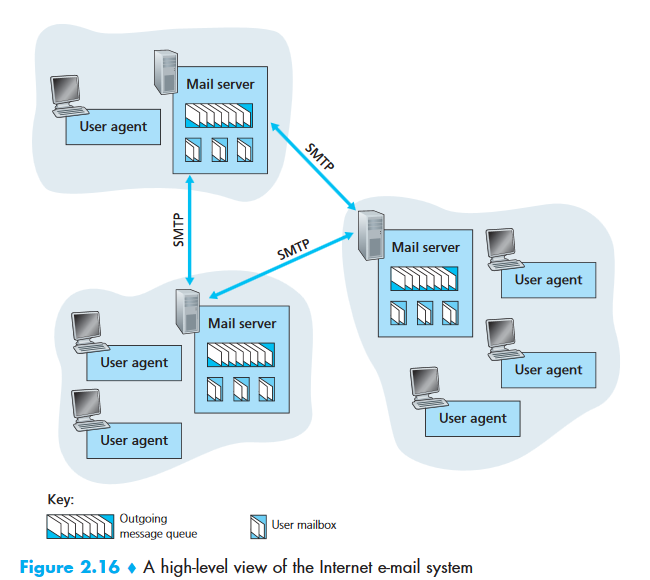 Mail server
User agent
SMTP
SMTP
SMTP
Mail server
User agent
User agent
User agent
Mail server
User agent
User agent
Key:
Outgoing
message queue
User mailbox
Figure 2.16 ♦ A high-level view of the Internet e-mail system